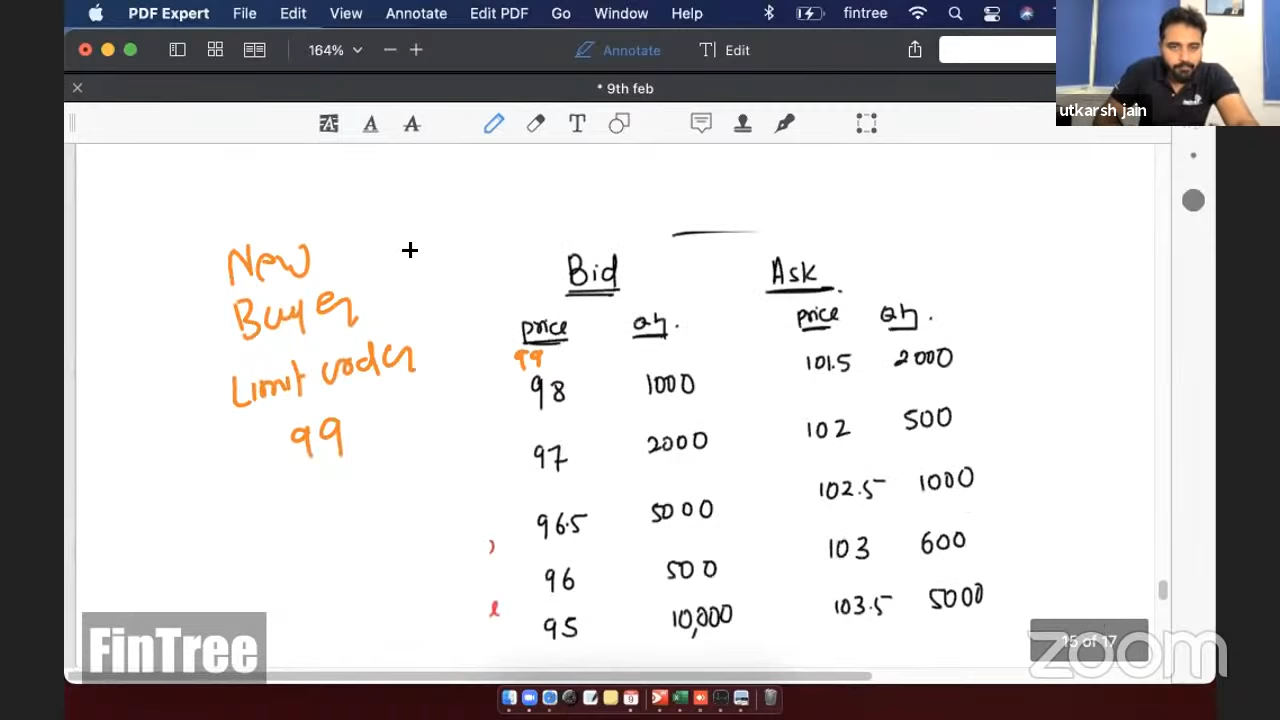 PDF Expert File Edit View Annotate Edit PDF Go Window Help fintree
164% Annotate T Edit
* 9th feb
utkarsh jain
New
Buyer
Limit order
99
Bid Ask
price qty. price Qty.
99
98 1000 101.5 2000
97 2000 102 500
96.5 5000 102.5 1000
96 500 103 600
95 10,000 103.5 5000
FinTree
15 of 17
zoom